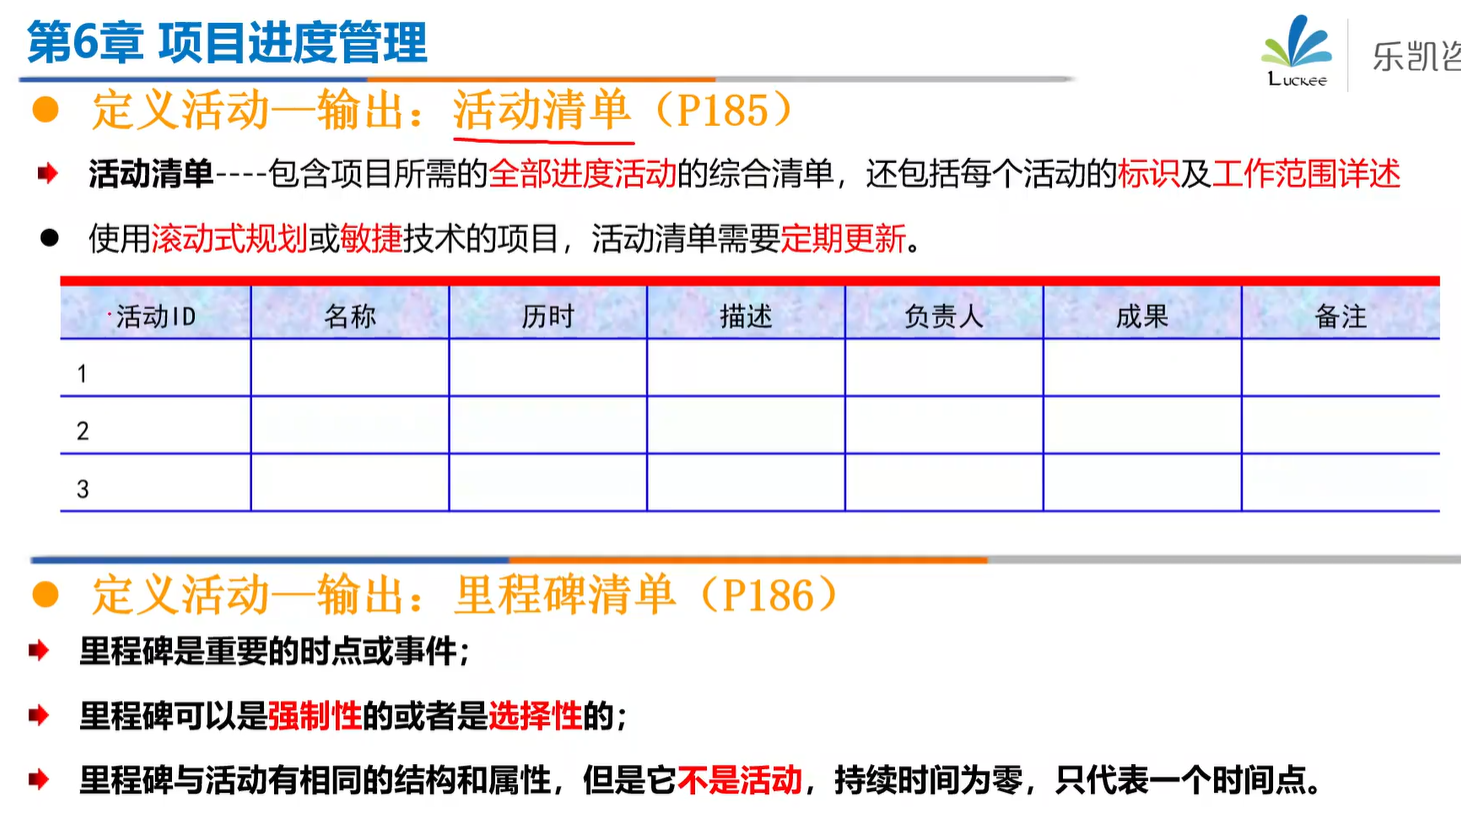 第6章 项目进度管理
Luckee
乐凯
定义活动—输出：活动清单（P185）
活动清单----包含项目所需的全部进度活动的综合清单，还包括每个活动的标识及工作范围详述
使用滚动式规划或敏捷技术的项目，活动清单需要定期更新。
活动ID 名称 历时 描述 负责人 成果 备注
1
2
3
定义活动—输出：里程碑清单（P186）
里程碑是重要的时点或事件；
里程碑可以是强制性的或者是选择性的；
里程碑与活动有相同的结构和属性，但是它不是活动，持续时间为零，只代表一个时间点。